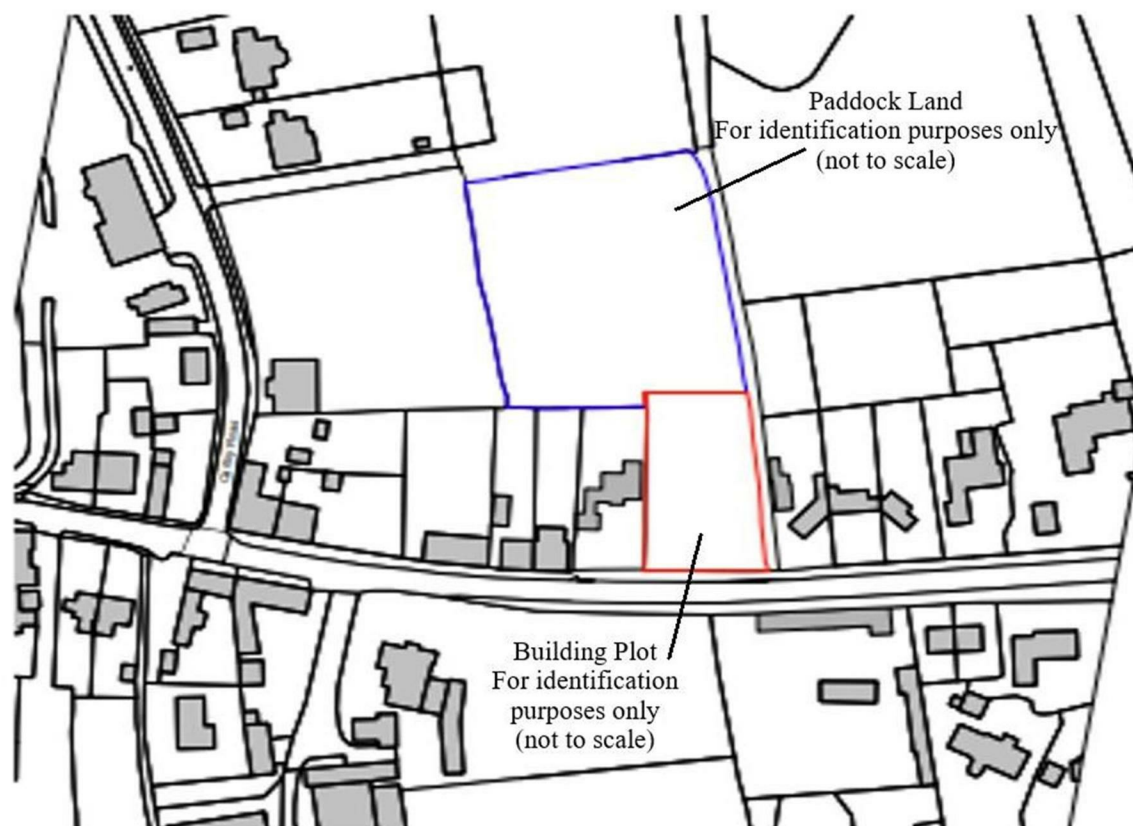 Paddock Land
For identification purposes only
(not to scale)
Building Plot
For identification
purposes only
(not to scale)